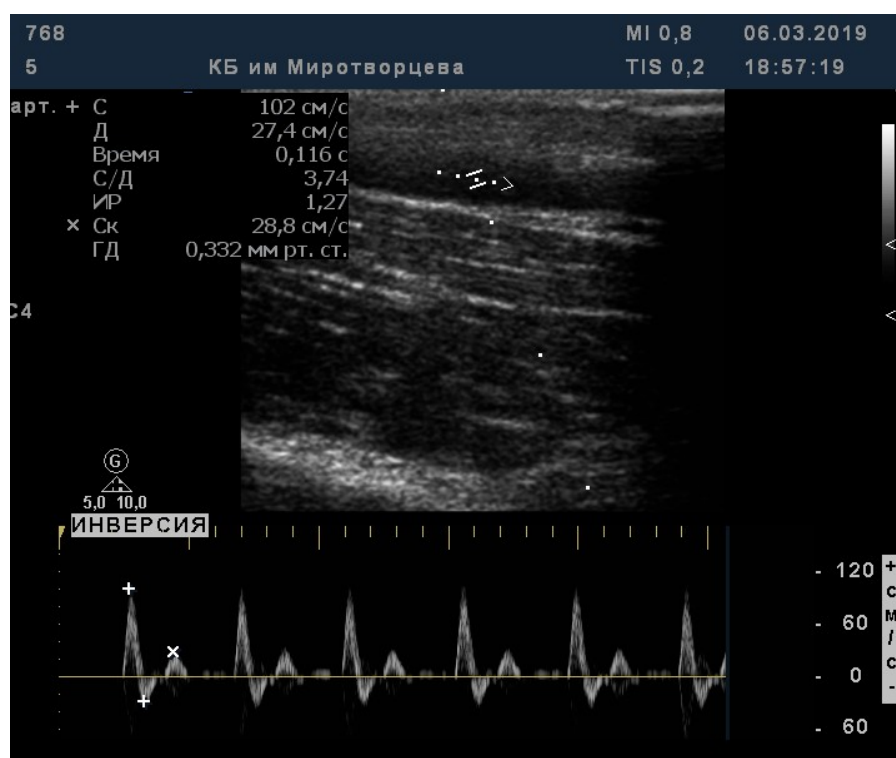 768 MI 0,8 06.03.2019
5 КБ им Миротворцева TIS 0,2 18:57:19
арт. + С 102 см/с
Д 27,4 см/с
Время 0,116 с
С/Д 3,74
ИР 1,27
× Ск 28,8 см/с
ГД 0,332 мм рт. ст.
C4
G
5,0 10,0
ИНВЕРСИЯ
- 120
- 60
- 0
- 60
+
с
м
/
с
-